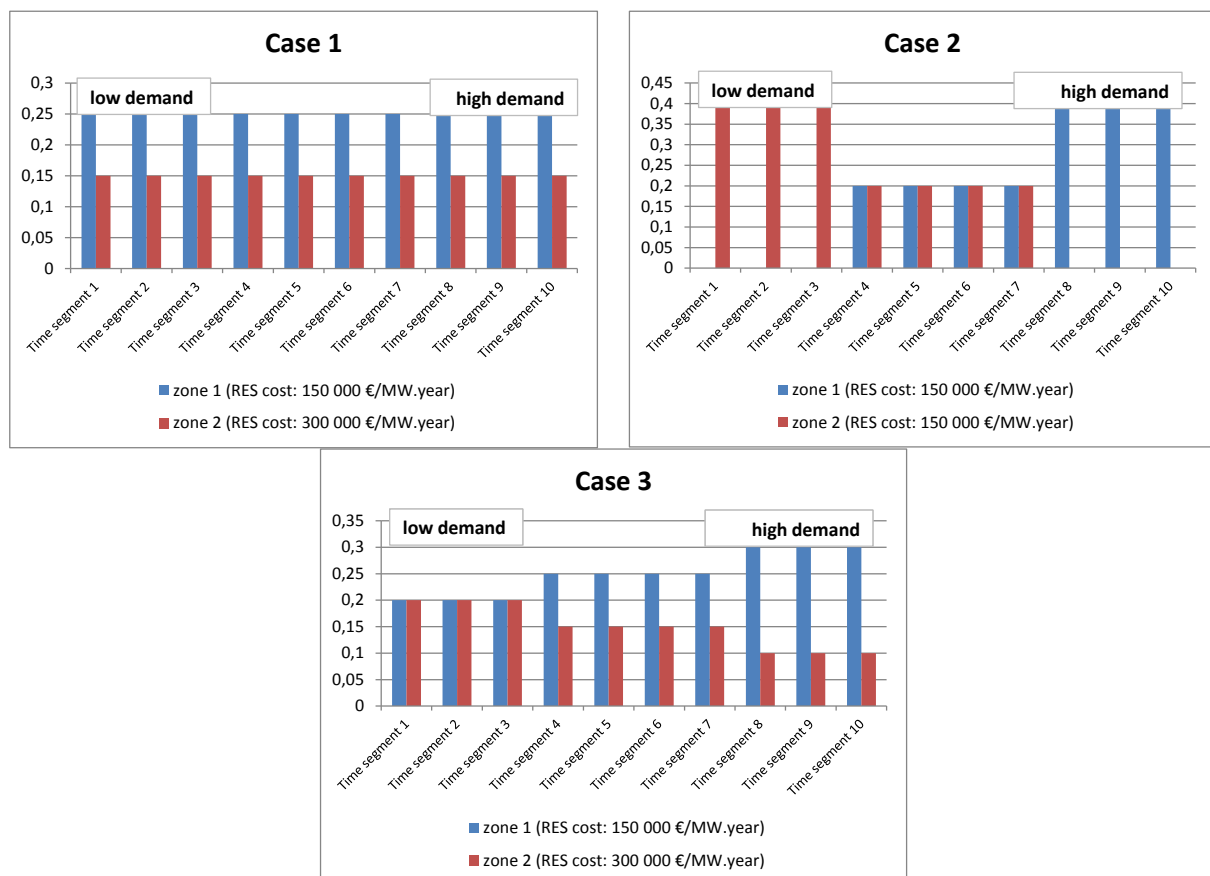 Case 1
0,3
0,25
0,2
0,15
0,1
0,05
0
low demand
high demand
Time segment 1
Time segment 2
Time segment 3
Time segment 4
Time segment 5
Time segment 6
Time segment 7
Time segment 8
Time segment 9
Time segment 10
zone 1 (RES cost: 150 000 €/MW.year)
zone 2 (RES cost: 300 000 €/MW.year)
Case 2
0,45
0,4
0,35
0,3
0,25
0,2
0,15
0,1
0,05
0
low demand
high demand
Time segment 1
Time segment 2
Time segment 3
Time segment 4
Time segment 5
Time segment 6
Time segment 7
Time segment 8
Time segment 9
Time segment 10
zone 1 (RES cost: 150 000 €/MW.year)
zone 2 (RES cost: 150 000 €/MW.year)
Case 3
0,35
0,3
0,25
0,2
0,15
0,1
0,05
0
low demand
high demand
Time segment 1
Time segment 2
Time segment 3
Time segment 4
Time segment 5
Time segment 6
Time segment 7
Time segment 8
Time segment 9
Time segment 10
zone 1 (RES cost: 150 000 €/MW.year)
zone 2 (RES cost: 300 000 €/MW.year)